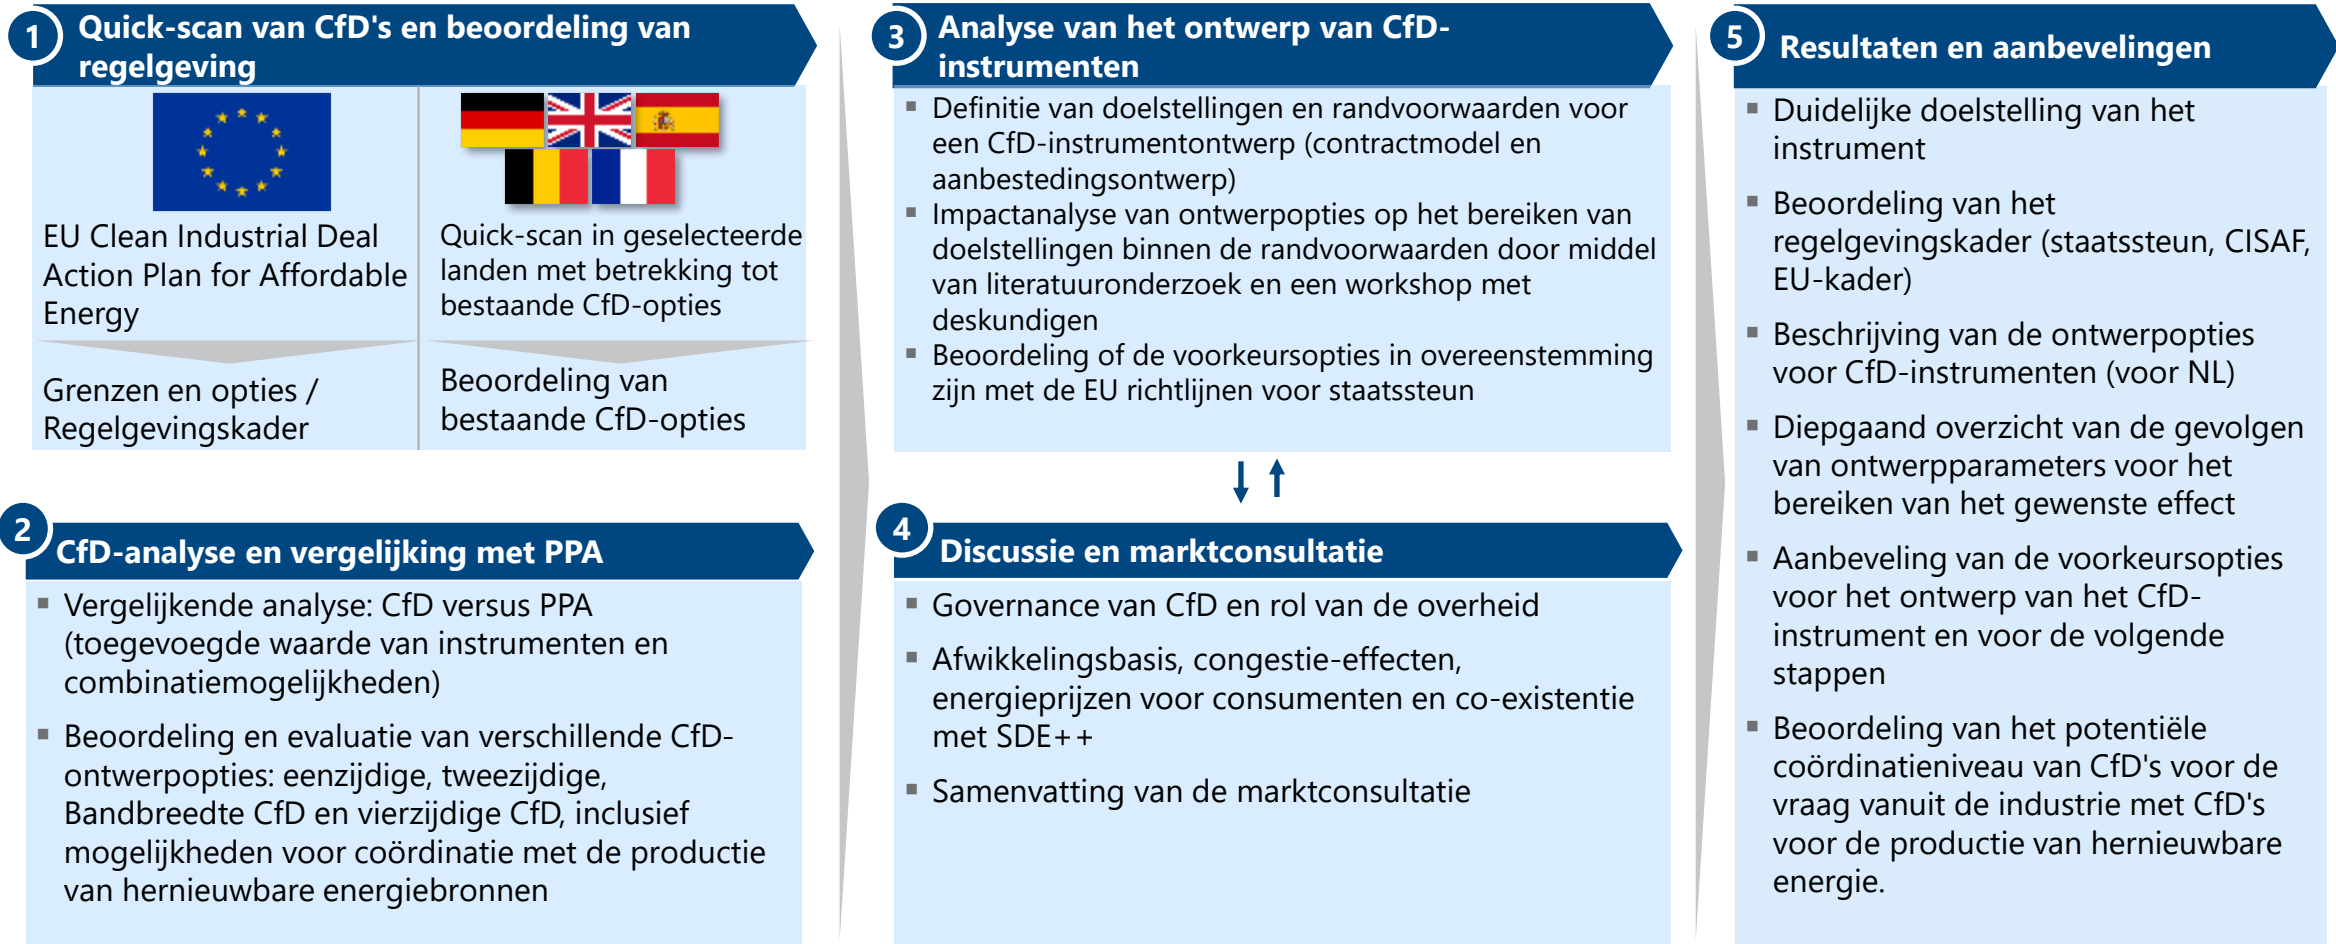 1
Quick-scan van CfD's en beoordeling van
regelgeving
EU Clean Industrial Deal
Action Plan for Affordable
Energy
Grenzen en opties /
Regelgevingskader
Quick-scan in geselecteerde
landen met betrekking tot
bestaande CfD-opties
Beoordeling van
bestaande CfD-opties
2
CfD-analyse en vergelijking met PPA
▪ Vergelijkende analyse: CfD versus PPA
(toegevoegde waarde van instrumenten en
combinatiemogelijkheden)
▪ Beoordeling en evaluatie van verschillende CfD-
ontwerpopties: eenzijdige, tweezijdige,
Bandbreedte CfD en vierzijdige CfD, inclusief
mogelijkheden voor coördinatie met de productie
van hernieuwbare energiebronnen
3
Analyse van het ontwerp van CfD-
instrumenten
▪ Definitie van doelstellingen en randvoorwaarden voor
een CfD-instrumentontwerp (contractmodel en
aanbestedingsontwerp)
▪ Impactanalyse van ontwerpopties op het bereiken van
doelstellingen binnen de randvoorwaarden door middel
van literatuuronderzoek en een workshop met
deskundigen
▪ Beoordeling of de voorkeursopties in overeenstemming
zijn met de EU richtlijnen voor staatssteun
4
Discussie en marktconsultatie
▪ Governance van CfD en rol van de overheid
▪ Afwikkelingsbasis, congestie-effecten,
energieprijzen voor consumenten en co-existentie
met SDE++
▪ Samenvatting van de marktconsultatie
5
Resultaten en aanbevelingen
▪ Duidelijke doelstelling van het
instrument
▪ Beoordeling van het
regelgevingskader (staatssteun, CISAF,
EU-kader)
▪ Beschrijving van de ontwerpopties
voor CfD-instrumenten (voor NL)
▪ Diepgaand overzicht van de gevolgen
van ontwerpparameters voor het
bereiken van het gewenste effect
▪ Aanbeveling van de voorkeursopties
voor het ontwerp van het CfD-
instrument en voor de volgende
stappen
▪ Beoordeling van het potentiële
coördinatieniveau van CfD's voor de
vraag vanuit de industrie met CfD's
voor de productie van hernieuwbare
energie.